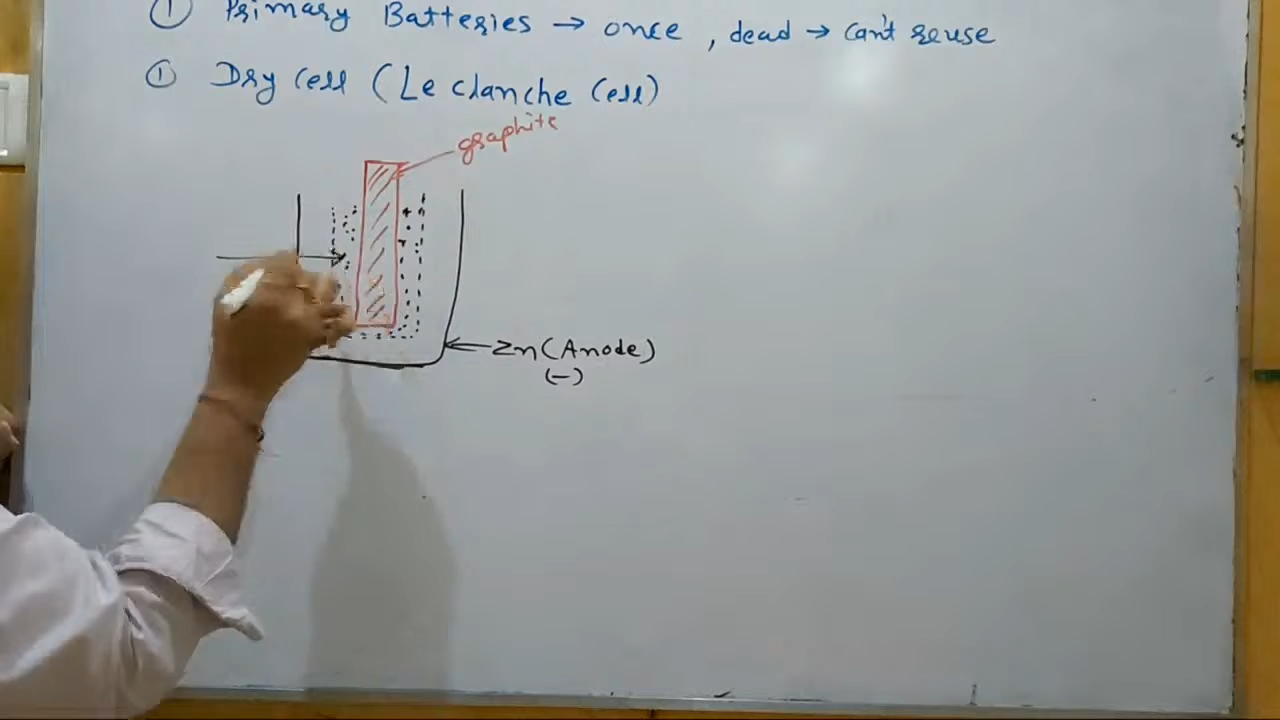 ① Primary Batteries → once , dead → can't reuse
① Dry cell (Le clanche cell)
graphite
Zn (Anode)
(-)